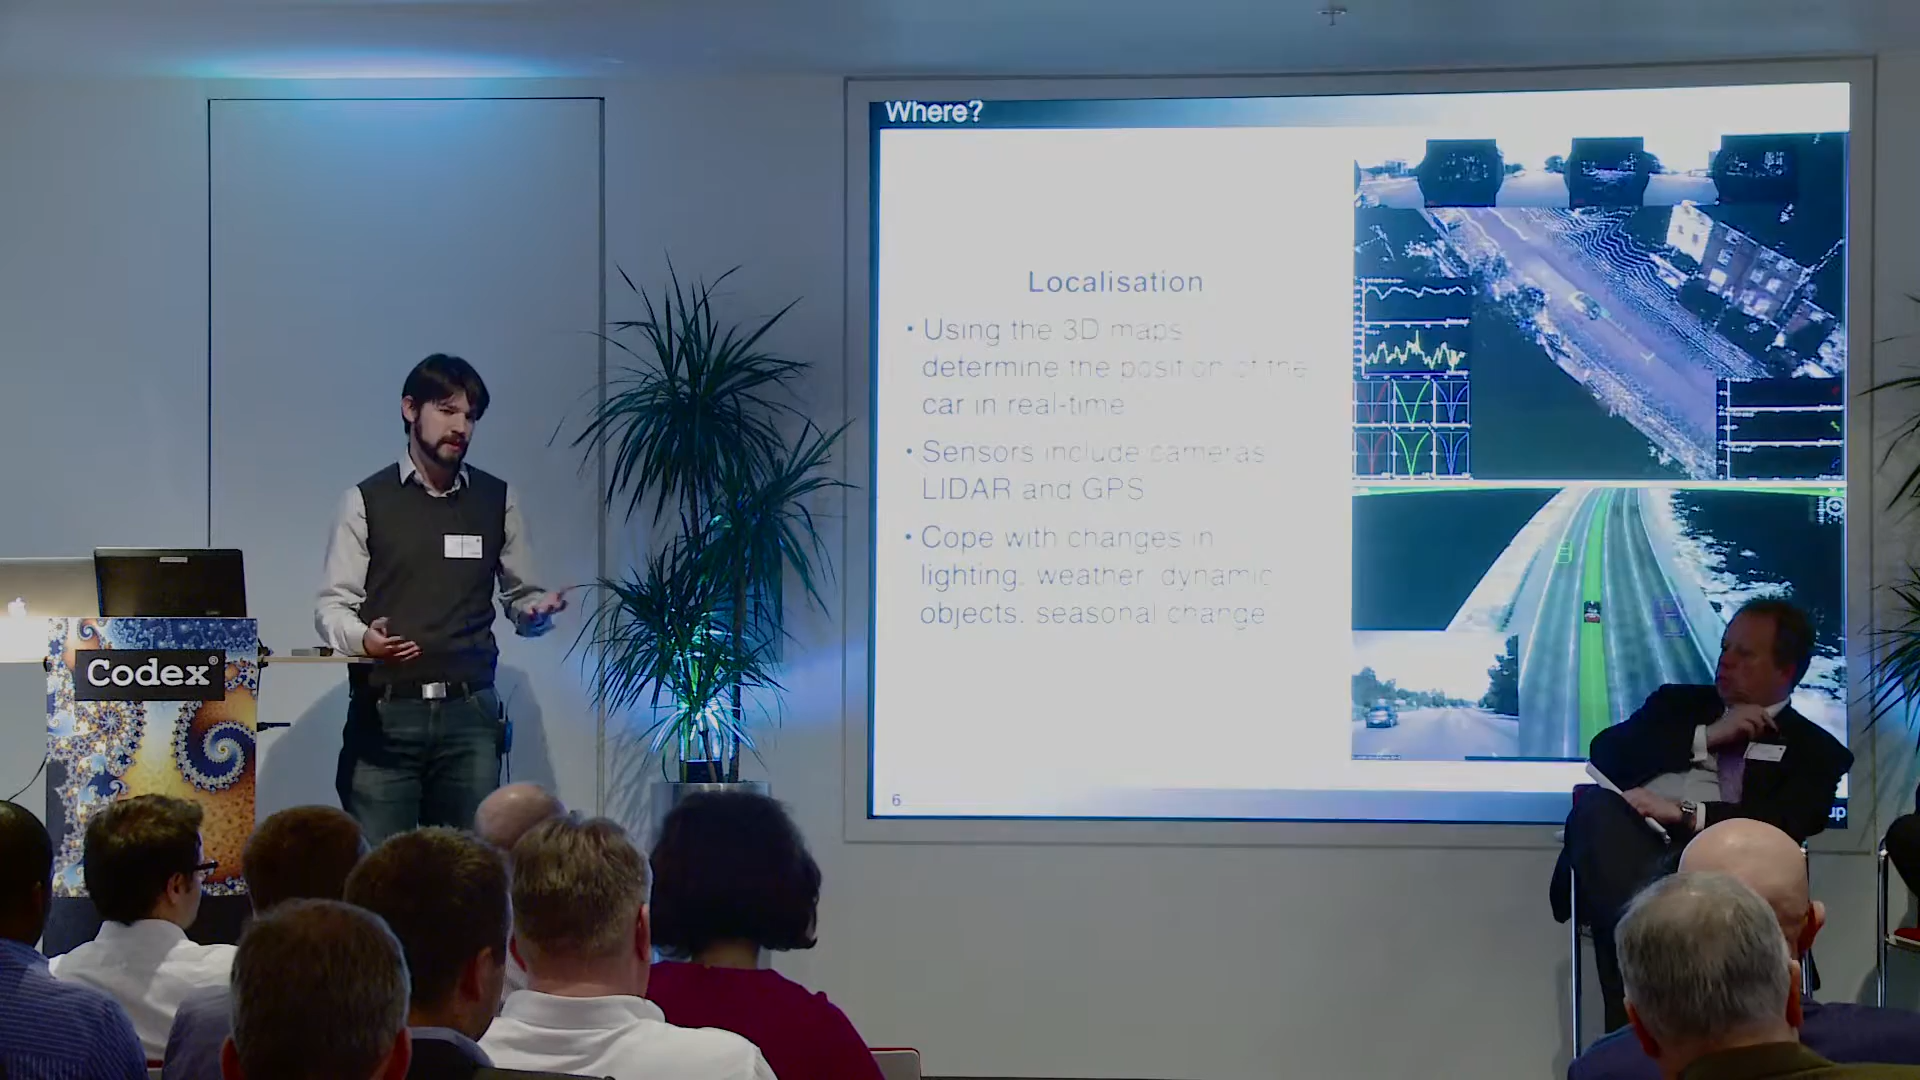 Where?
Localisation
• Using the 3D maps
determine the position of the
car in real-time
• Sensors include cameras
LIDAR and GPS
• Cope with changes in
lighting, weather, dynamic
objects, seasonal change
6
up
Codex®